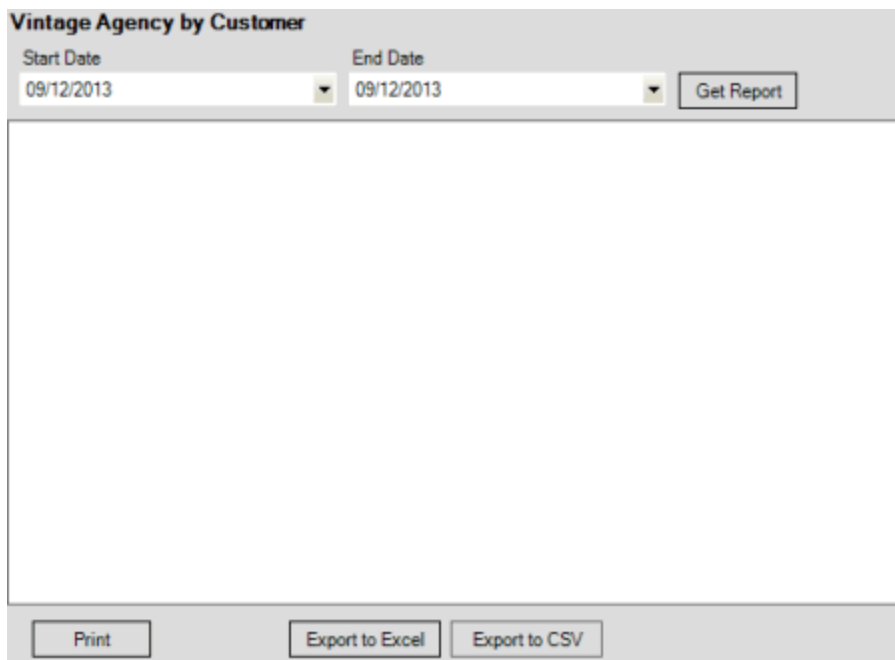 Vintage Agency by Customer
Start Date End Date
09/12/2013 09/12/2013 Get Report
Print Export to Excel Export to CSV